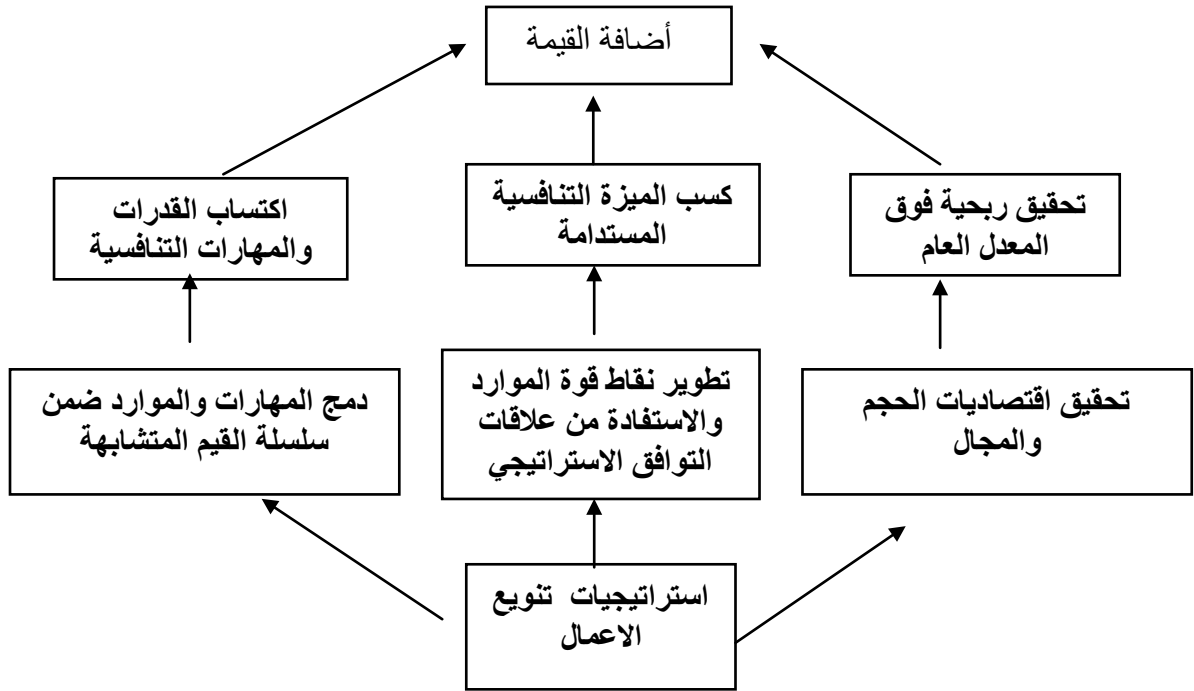 أضافة القيمة
تحقيق ربحية فوق
المعدل العام
كسب الميزة التنافسية
المستدامة
اكتساب القدرات
والمهارات التنافسية
تحقيق اقتصاديات الحجم
والمجال
تطوير نقاط قوة الموارد
والاستفادة من علاقات
التوافق الاستراتيجي
دمج المهارات والموارد ضمن
سلسلة القيم المتشابهة
استراتيجيات تنويع
الاعمال